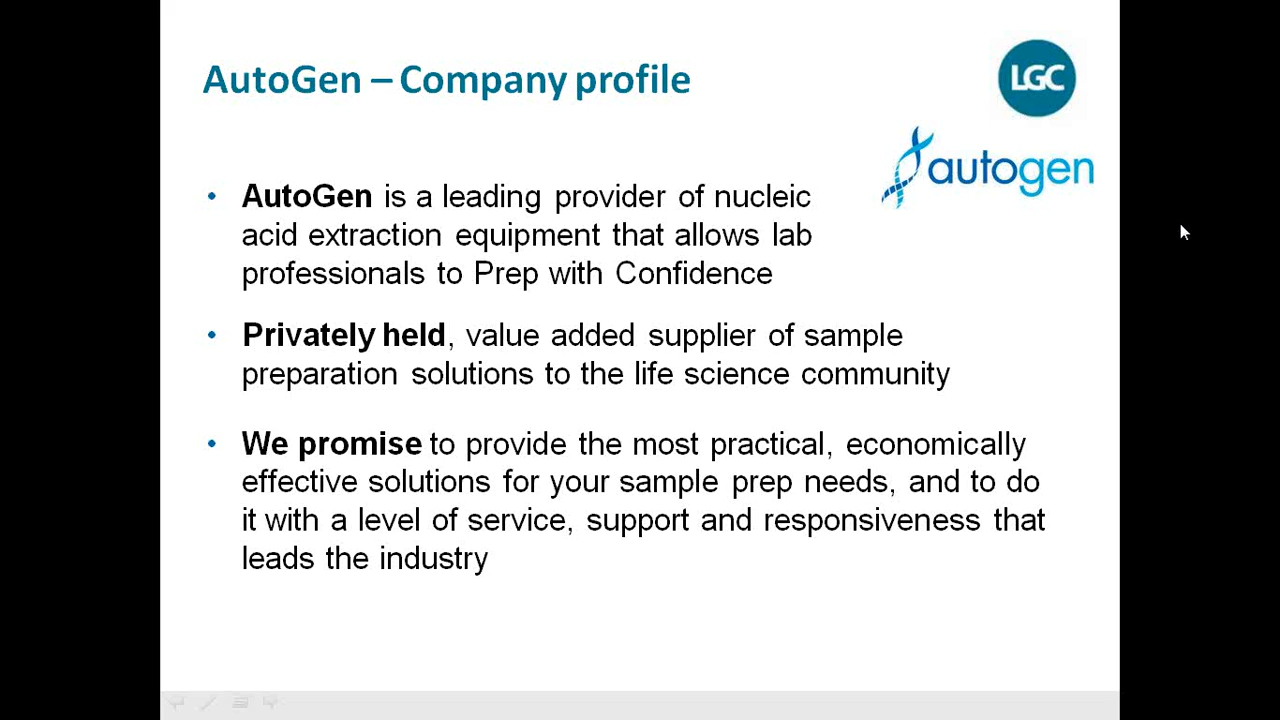 AutoGen – Company profile
LGC
autogen
• AutoGen is a leading provider of nucleic
acid extraction equipment that allows lab
professionals to Prep with Confidence
• Privately held, value added supplier of sample
preparation solutions to the life science community
• We promise to provide the most practical, economically
effective solutions for your sample prep needs, and to do
it with a level of service, support and responsiveness that
leads the industry